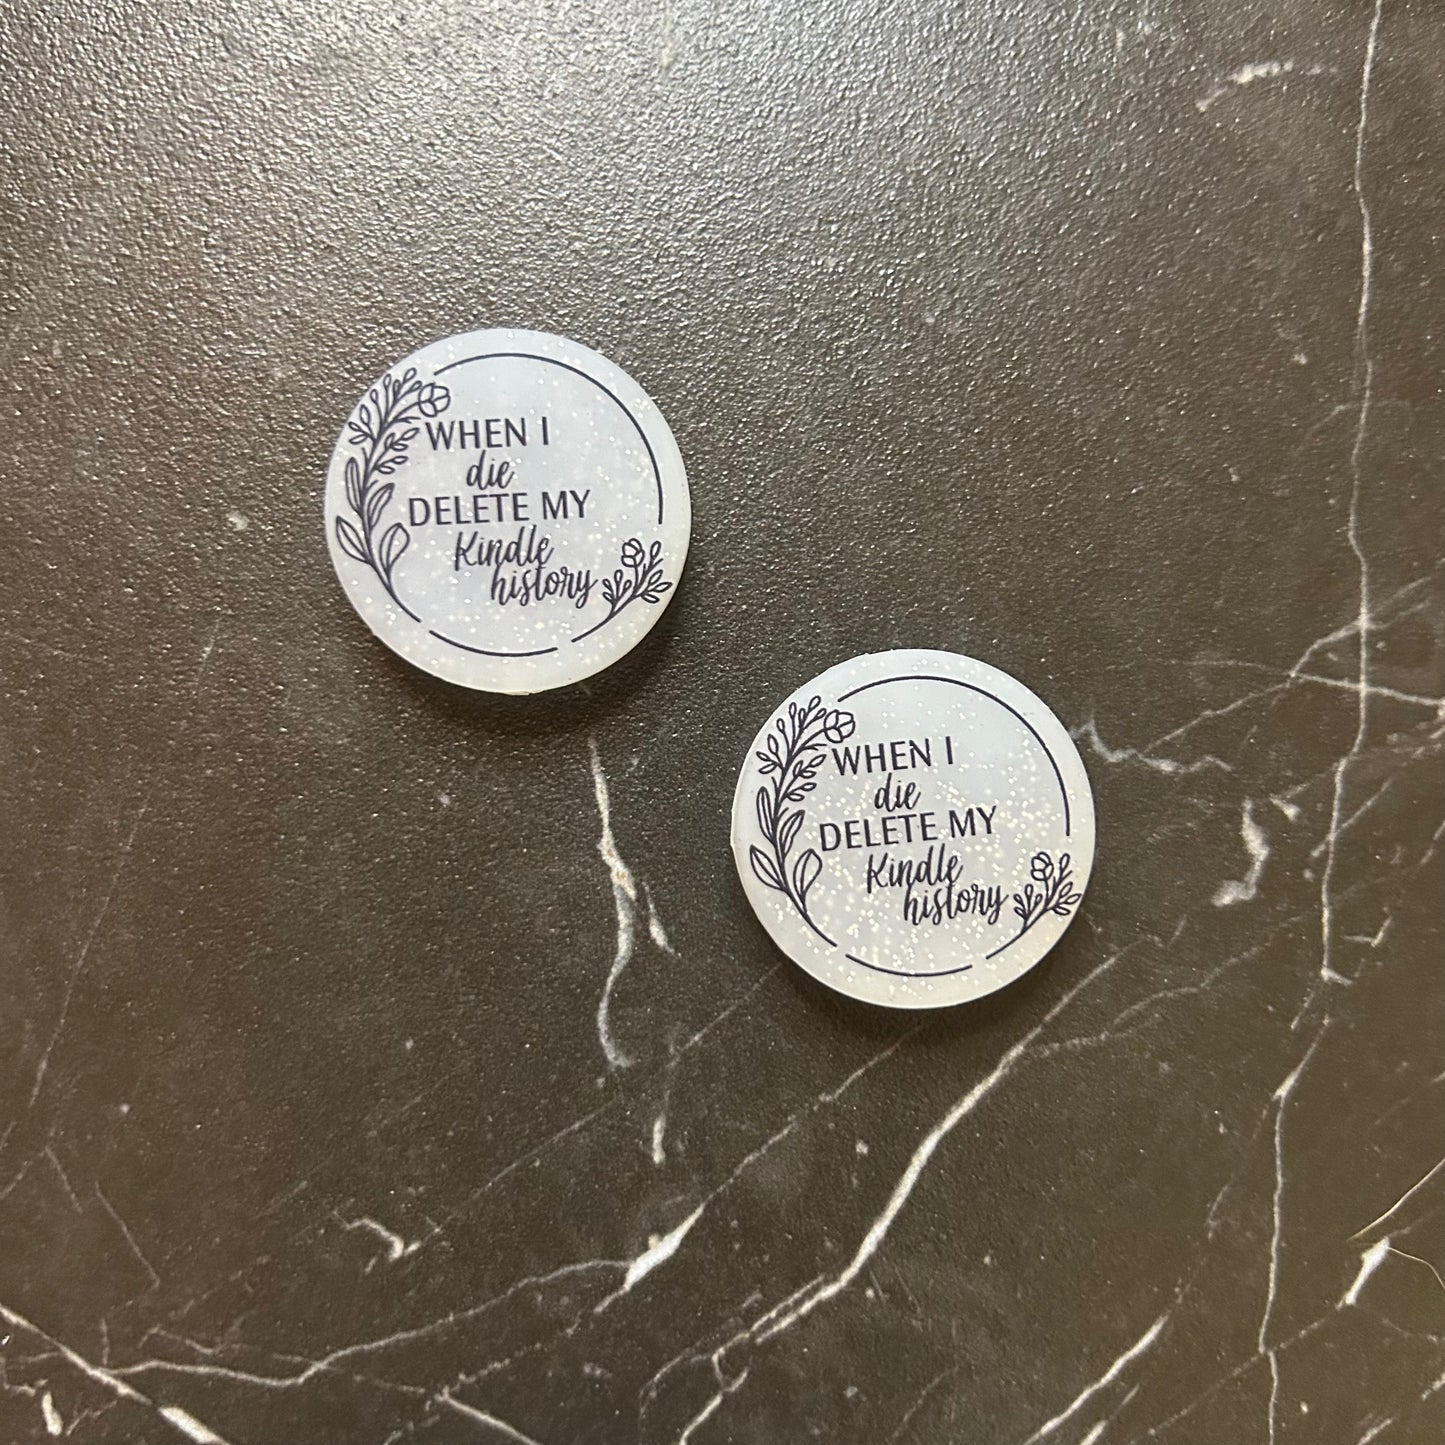 WHEN I
die
DELETE MY
Kindle
history
WHEN I
die
DELETE MY
Kindle
history